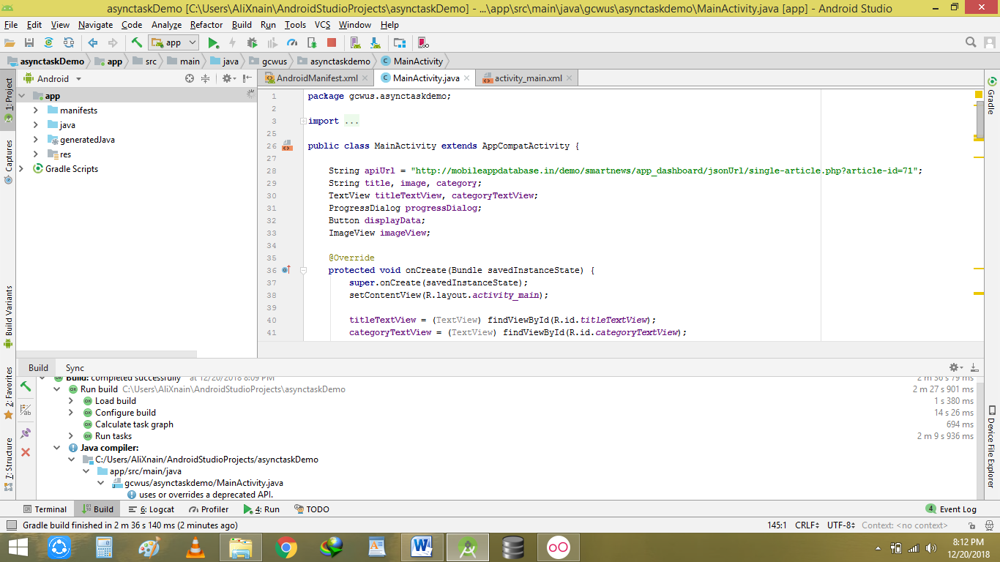 asynctaskDemo [C:\Users\AliXnain\AndroidStudioProjects\asynctaskDemo] - ...\app\src\main\java\gcwus\asynctaskdemo\MainActivity.java [app] - Android Studio
File Edit View Navigate Code Analyze Refactor Build Run Tools VCS Window Help
app
asynctaskDemo app src main java gcwus asynctaskdemo MainActivity
Android
AndroidManifest.xml MainActivity.java activity_main.xml
1: Project
Captures
Build Variants
2: Favorites
7: Structure
app
manifests
java
generatedJava
res
Gradle Scripts
1 package gcwus.asynctaskdemo;
2
3 import ...
25
26 public class MainActivity extends AppCompatActivity {
27
28 String apiUrl = "http://mobileappdatabase.in/demo/smartnews/app_dashboard/jsonUrl/single-article.php?article-id=71";
29 String title, image, category;
30 TextView titleTextView, categoryTextView;
31 ProgressDialog progressDialog;
32 Button displayData;
33 ImageView imageView;
34
35 @Override
36 protected void onCreate(Bundle savedInstanceState) {
37 super.onCreate(savedInstanceState);
38 setContentView(R.layout.activity_main);
39
40 titleTextView = (TextView) findViewById(R.id.titleTextView);
41 categoryTextView = (TextView) findViewById(R.id.categoryTextView);
Gradle
Device File Explorer
Build Sync
Build: completed successfully at 12/20/2018 8:09 PM 2 m 36 s 79 ms
Run build C:\Users\AliXnain\AndroidStudioProjects\asynctaskDemo 2 m 27 s 901 ms
Load build 1 s 380 ms
Configure build 14 s 26 ms
Calculate task graph 694 ms
Run tasks 2 m 9 s 936 ms
Java compiler:
C:/Users/AliXnain/AndroidStudioProjects/asynctaskDemo
app/src/main/java
gcwus/asynctaskdemo/MainActivity.java
uses or overrides a deprecated API.
Terminal Build 6: Logcat Profiler 4: Run TODO 4 Event Log
Gradle build finished in 2 m 36 s 140 ms (2 minutes ago) 145:1 CRLF UTF-8 Context: <no context>
8:12 PM
12/20/2018